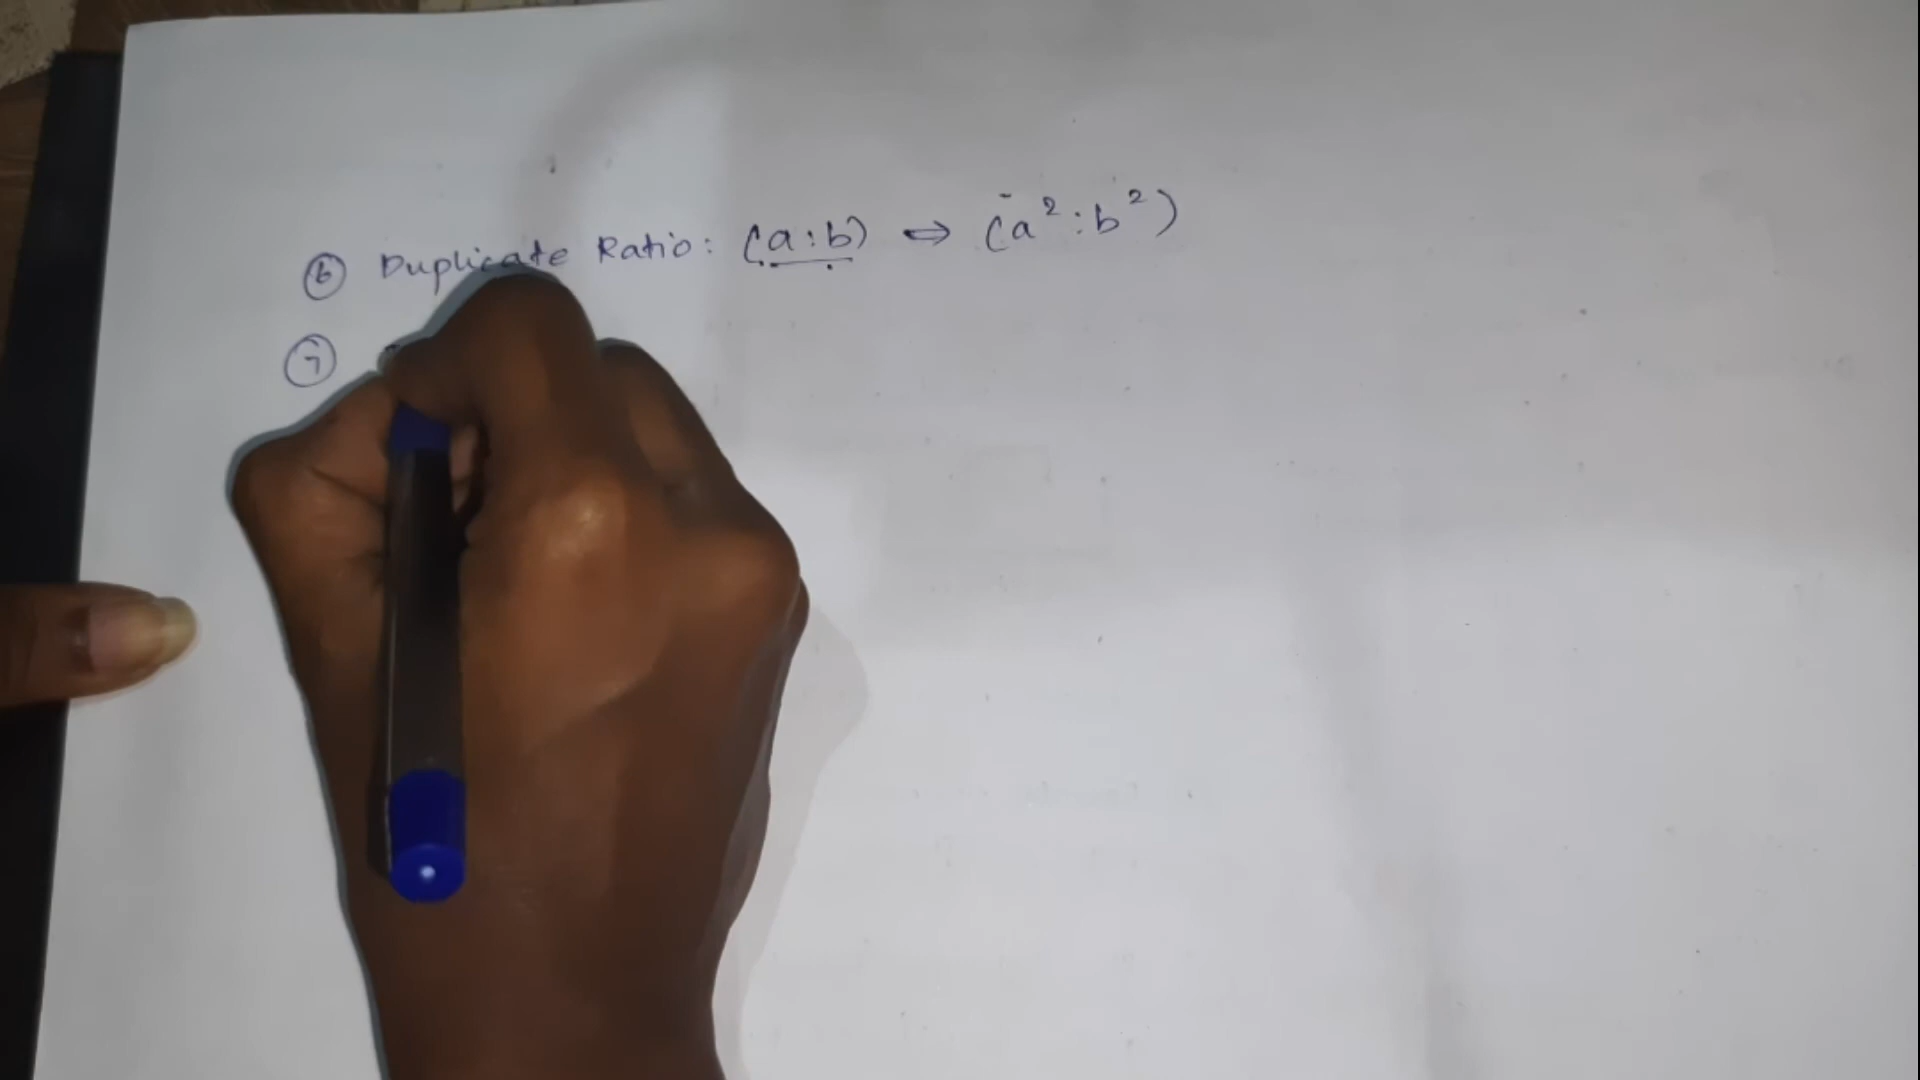 ⑥ Duplicate Ratio: (a:b) ⇔ (a²:b²)
⑦